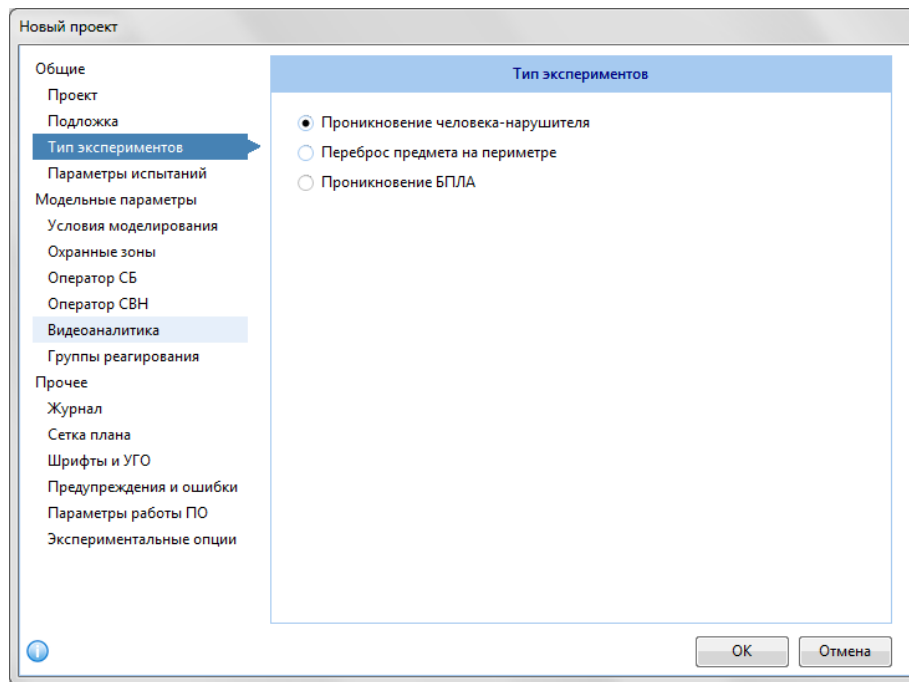 Новый проект
Общие
Проект
Подложка
Тип экспериментов
Параметры испытаний
Модельные параметры
Условия моделирования
Охранные зоны
Оператор СБ
Оператор СВН
Видеоаналитика
Группы реагирования
Прочее
Журнал
Сетка плана
Шрифты и УГО
Предупреждения и ошибки
Параметры работы ПО
Экспериментальные опции
Тип экспериментов
Проникновение человека-нарушителя
Переброс предмета на периметре
Проникновение БПЛА
ОК
Отмена